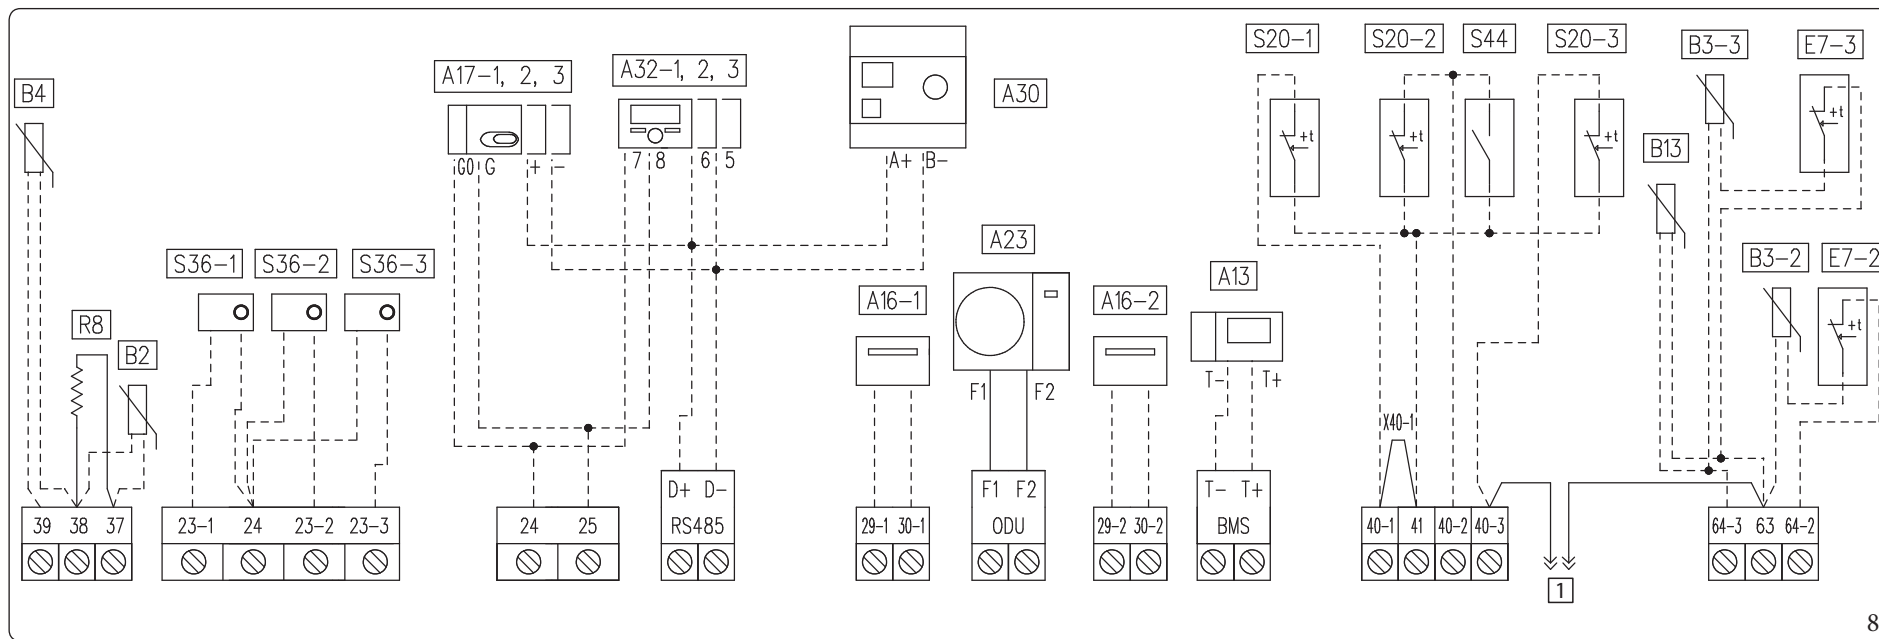 S20-1 S20-2 S44 S20-3 B3-3 E7-3
A17-1, 2, 3 A32-1, 2, 3 A30
B4
+t +t +t +t
B13
G0 G + - 7 8 6 5 A+ B-
A23
S36-1 S36-2 S36-3
B3-2 E7-2
A16-1 A16-2 A13
R8
B2
+t
T- T+
F1 F2
X40-1
D+ D- F1 F2 T- T+
39 38 37 23-1 24 23-2 23-3 24 25 RS485 29-1 30-1 ODU 29-2 30-2 BMS 40-1 41 40-2 40-3 64-3 63 64-2
1
8